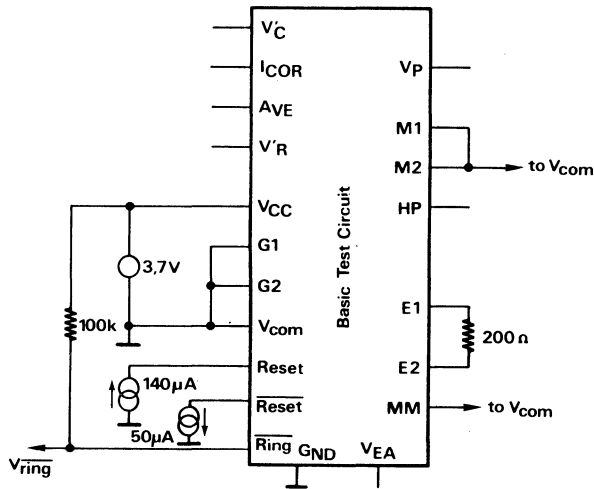 V'C
ICOR
AVE
V'R
VCC
G1
G2
Vcom
Reset
Reset
Ring
GND
VEA
VP
M1
M2
HP
E1
E2
MM
Basic Test Circuit
to Vcom
200 Ω
to Vcom
3,7V
100k
140μA
50μA
Vring